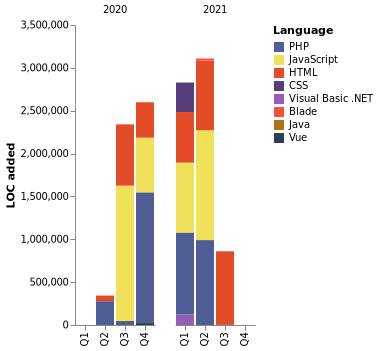 2020 2021
3,500,000
3,000,000
2,500,000
2,000,000
1,500,000
1,000,000
500,000
0
LOC added
Q1 Q2 Q3 Q4 Q1 Q2 Q3 Q4
Language
PHP
JavaScript
HTML
CSS
Visual Basic .NET
Blade
Java
Vue